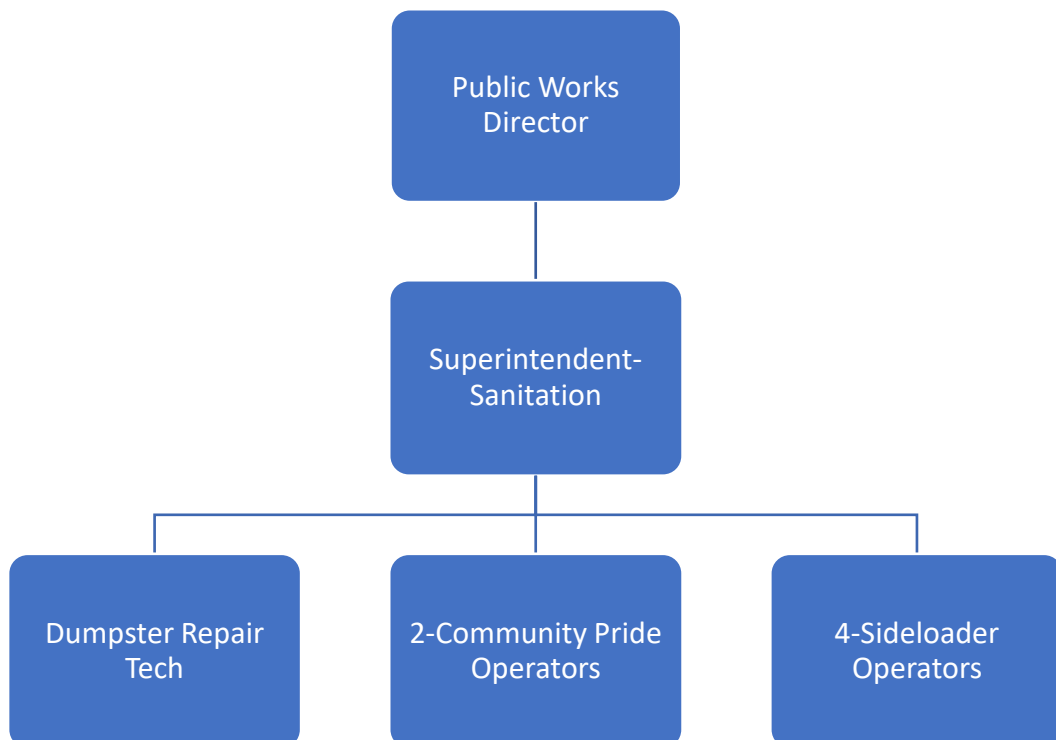 Public Works
Director
Superintendent-
Sanitation
Dumpster Repair
Tech
2-Community Pride
Operators
4-Sideloader
Operators